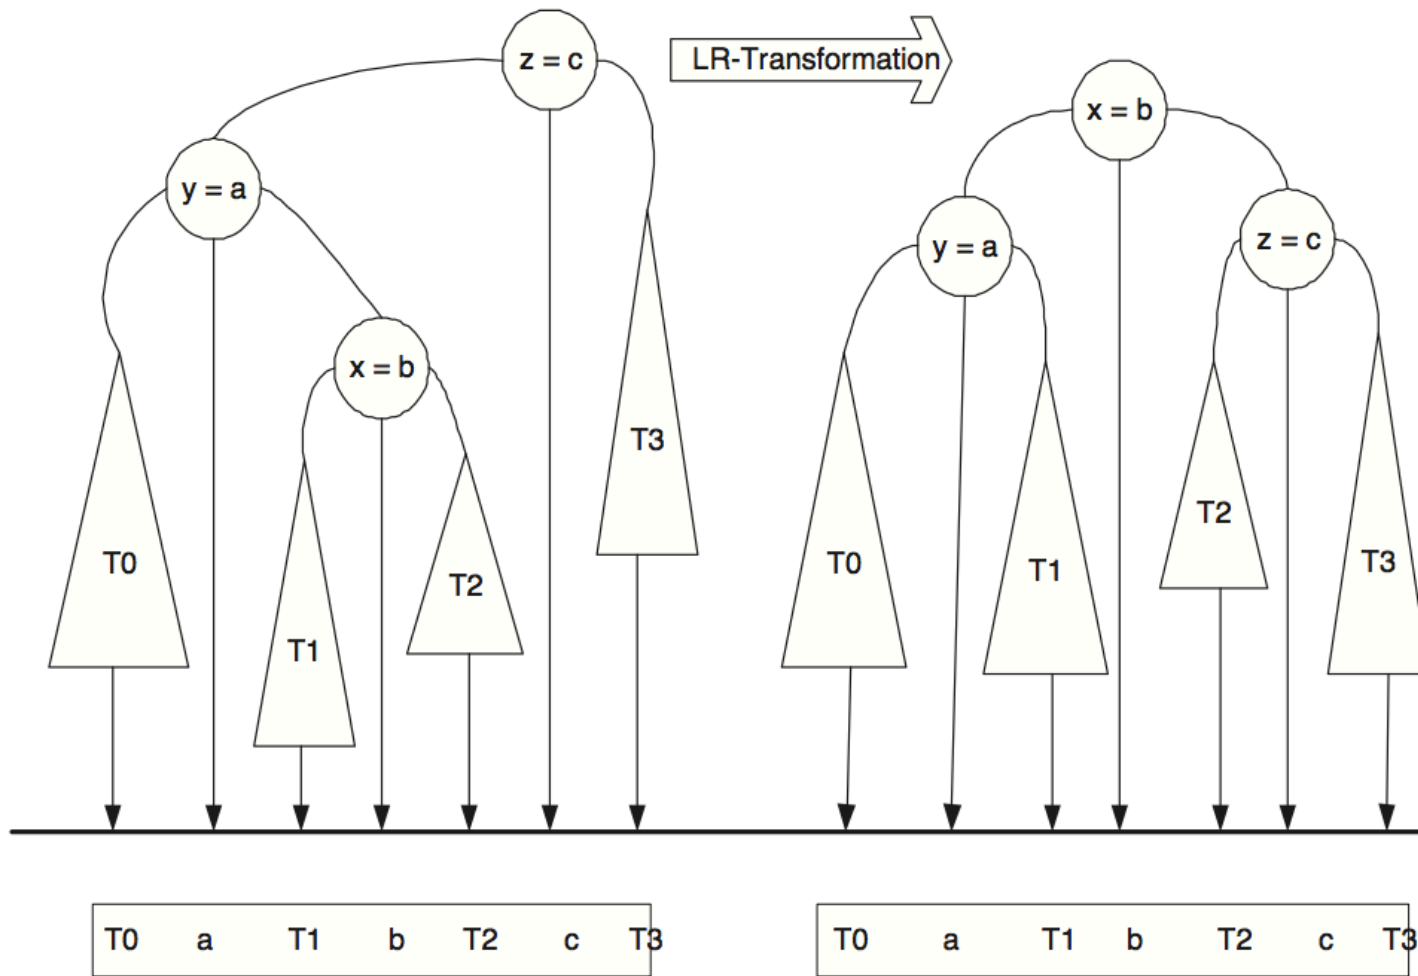 z = c
LR-Transformation
x = b
y = a
y = a
z = c
x = b
T3
T2
T0
T2
T0
T1
T3
T1
T0 a T1 b T2 c T3
T0 a T1 b T2 c T3